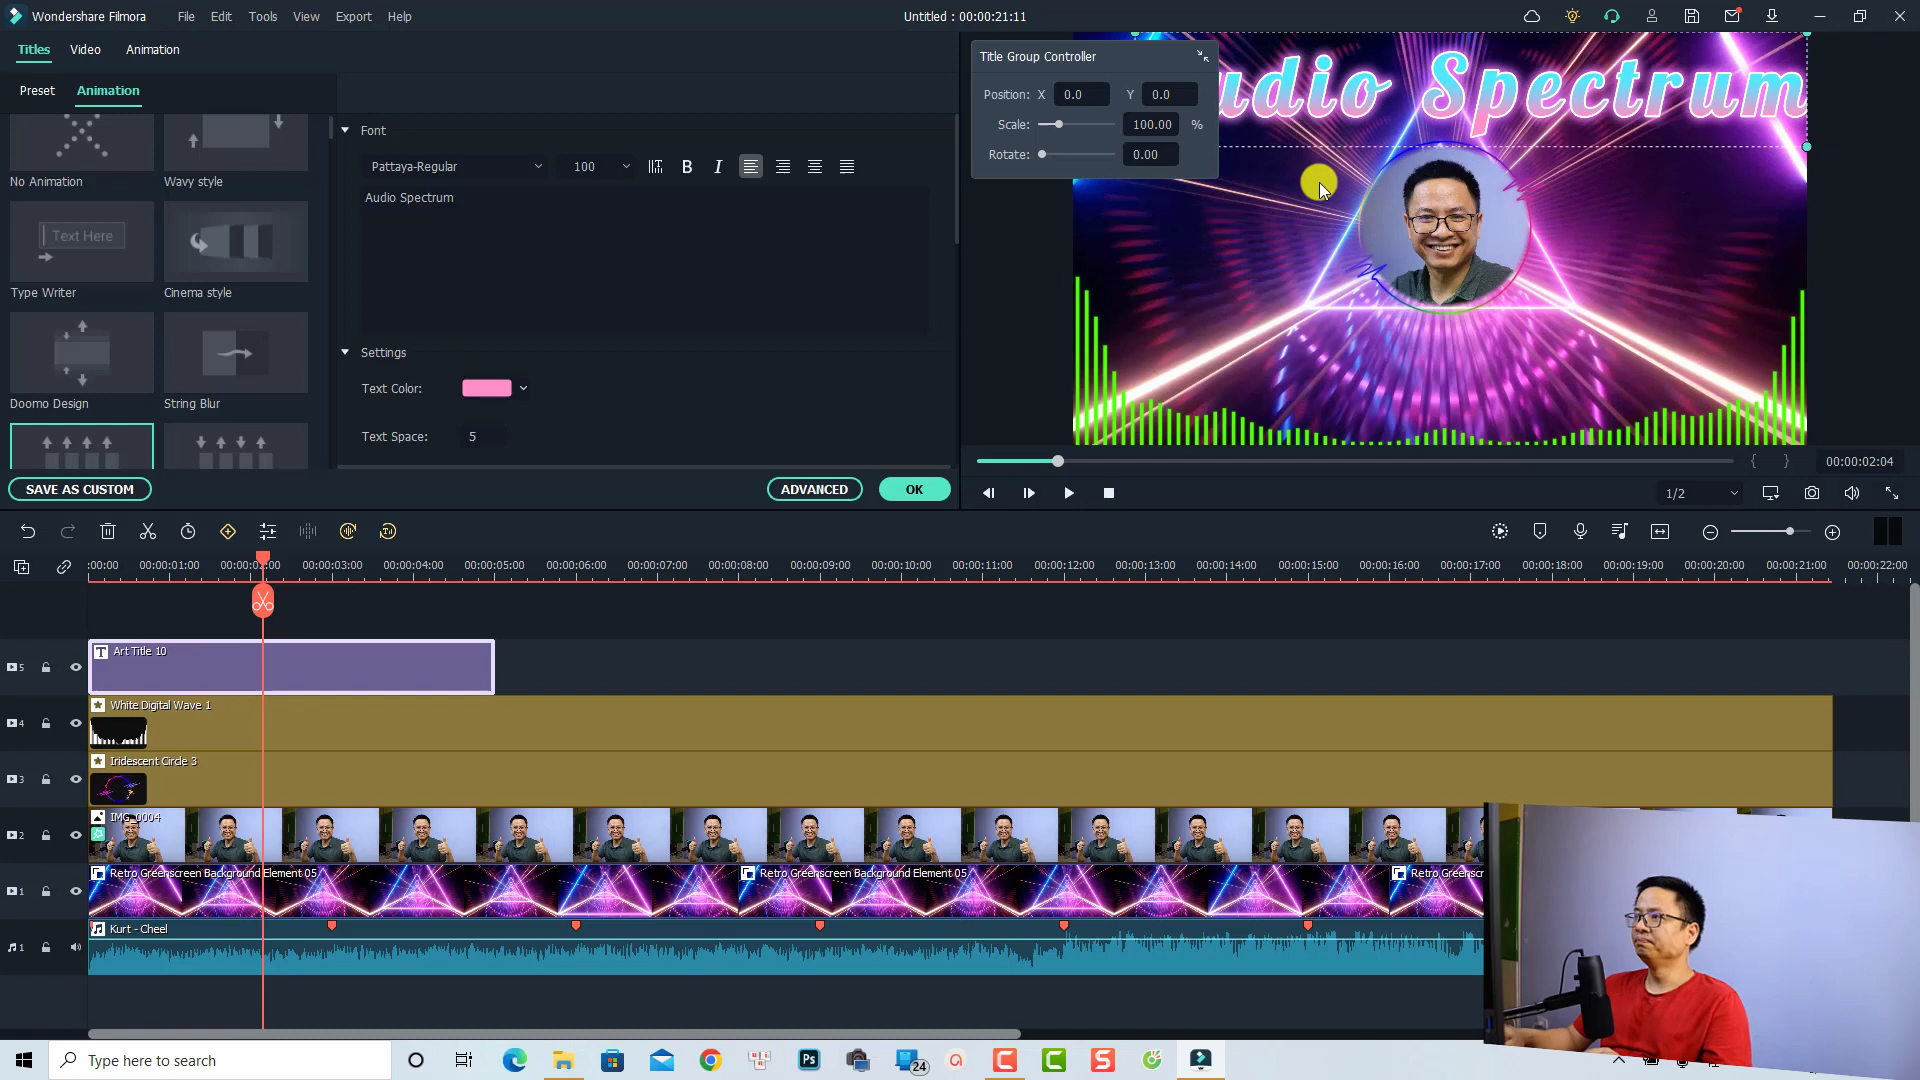 Wondershare Filmora File Edit Tools View Export Help Untitled : 00:00:21:11
Titles Video Animation
Preset Animation
No Animation Wavy style
Text Here
Type Writer Cinema style
Doomo Design String Blur
SAVE AS CUSTOM
Font
Pattaya-Regular 100 B I
Audio Spectrum
Settings
Text Color:
Text Space: 5
ADVANCED OK
Title Group Controller
Position: X 0.0 Y 0.0
Scale: 100.00 %
Rotate: 0.00
udio Spectrum
{ } 00:00:02:04
1/2
:00:00 00:00:01:00 00:00:03:00 00:00:04:00 00:00:05:00 00:00:06:00 00:00:07:00 00:00:08:00 00:00:09:00 00:00:10:00 00:00:11:00 00:00:12:00 00:00:13:00 00:00:14:00 00:00:15:00 00:00:16:00 00:00:17:00 00:00:18:00 00:00:19:00 00:00:20:00 00:00:21:00 00:00:22:00
5 T Art Title 10
4 White Digital Wave 1
3 Iridescent Circle 3
2 IMG_0004
1 Retro Greenscreen Background Element 05 Retro Greenscreen Background Element 05 Retro Greenscr
1 Kurt - Cheel
Type here to search Ps 24